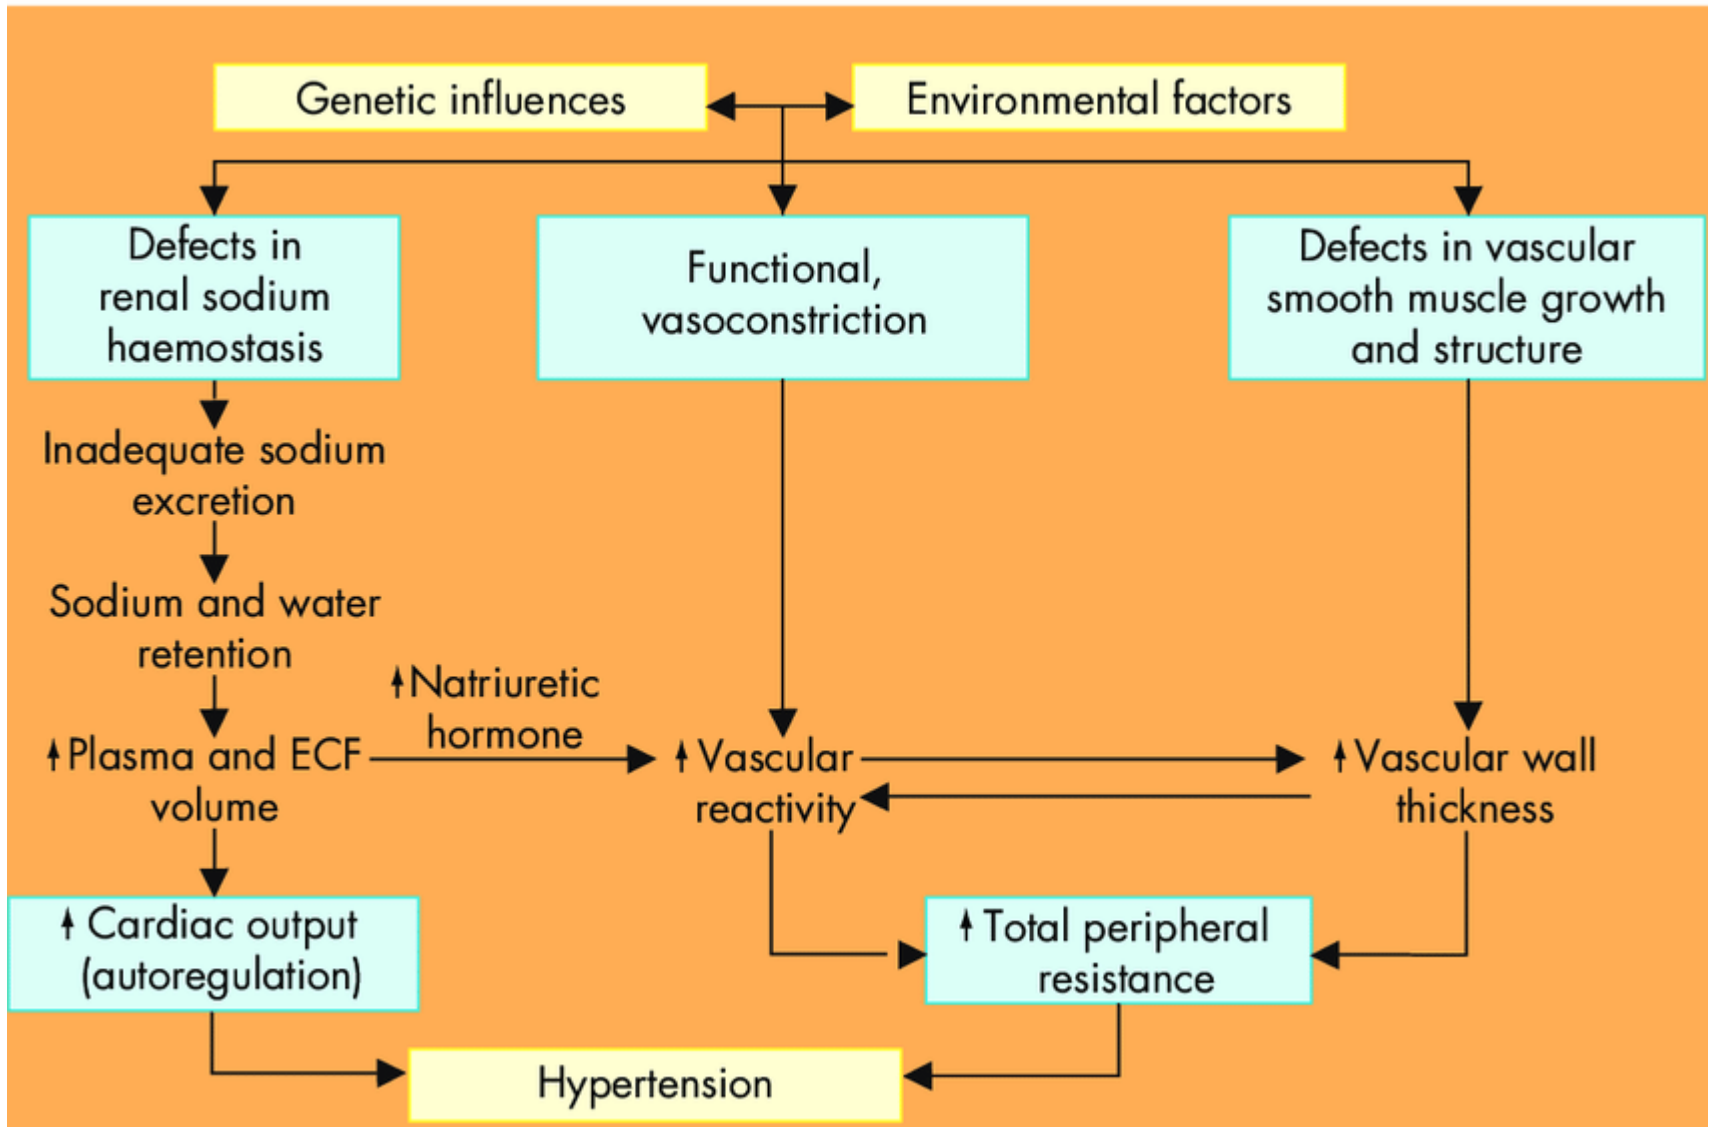 Genetic influences
Environmental factors
Defects in
renal sodium
haemostasis
Functional,
vasoconstriction
Defects in vascular
smooth muscle growth
and structure
Inadequate sodium
excretion
Sodium and water
retention
↑Natriuretic
hormone
↑Plasma and ECF
volume
↑Vascular
reactivity
↑Vascular wall
thickness
↑Cardiac output
(autoregulation)
↑Total peripheral
resistance
Hypertension